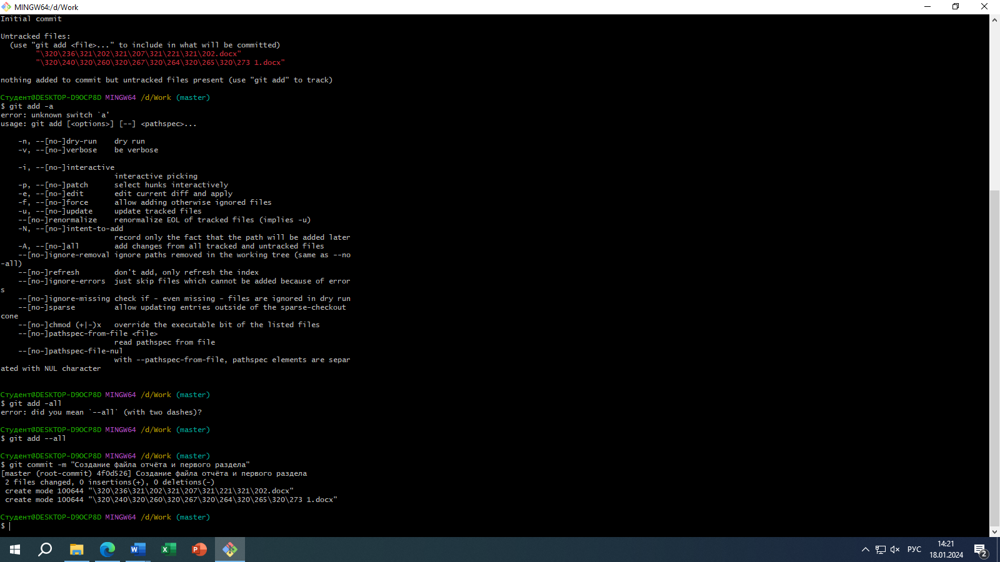 MINGW64:/d/Work
Initial commit
Untracked files:
  (use "git add <file>..." to include in what will be committed)
        "\320\236\321\202\321\207\321\221\321\202.docx"
        "\320\240\320\260\320\267\320\264\320\265\320\273 1.docx"
nothing added to commit but untracked files present (use "git add" to track)
Студент@DESKTOP-D9OCP8D MINGW64 /d/Work (master)
$ git add -a
error: unknown switch `a'
usage: git add [<options>] [--] <pathspec>...
    -n, --[no-]dry-run    dry run
    -v, --[no-]verbose    be verbose
    -i, --[no-]interactive
                          interactive picking
    -p, --[no-]patch      select hunks interactively
    -e, --[no-]edit       edit current diff and apply
    -f, --[no-]force      allow adding otherwise ignored files
    -u, --[no-]update     update tracked files
    --[no-]renormalize    renormalize EOL of tracked files (implies -u)
    -N, --[no-]intent-to-add
                          record only the fact that the path will be added later
    -A, --[no-]all        add changes from all tracked and untracked files
    --[no-]ignore-removal ignore paths removed in the working tree (same as --no
-all)
    --[no-]refresh        don't add, only refresh the index
    --[no-]ignore-errors  just skip files which cannot be added because of error
s
    --[no-]ignore-missing check if - even missing - files are ignored in dry run
    --[no-]sparse         allow updating entries outside of the sparse-checkout
cone
    --[no-]chmod (+|-)x   override the executable bit of the listed files
    --[no-]pathspec-from-file <file>
                          read pathspec from file
    --[no-]pathspec-file-nul
                          with --pathspec-from-file, pathspec elements are separ
ated with NUL character
Студент@DESKTOP-D9OCP8D MINGW64 /d/Work (master)
$ git add -all
error: did you mean `--all` (with two dashes)?
Студент@DESKTOP-D9OCP8D MINGW64 /d/Work (master)
$ git add --all
Студент@DESKTOP-D9OCP8D MINGW64 /d/Work (master)
$ git commit -m "Создание файла отчёта и первого раздела"
[master (root-commit) 4f0d526] Создание файла отчёта и первого раздела
 2 files changed, 0 insertions(+), 0 deletions(-)
 create mode 100644 "\320\236\321\202\321\207\321\221\321\202.docx"
 create mode 100644 "\320\240\320\260\320\267\320\264\320\265\320\273 1.docx"
Студент@DESKTOP-D9OCP8D MINGW64 /d/Work (master)
$
РУС
14:21
18.01.2024
2